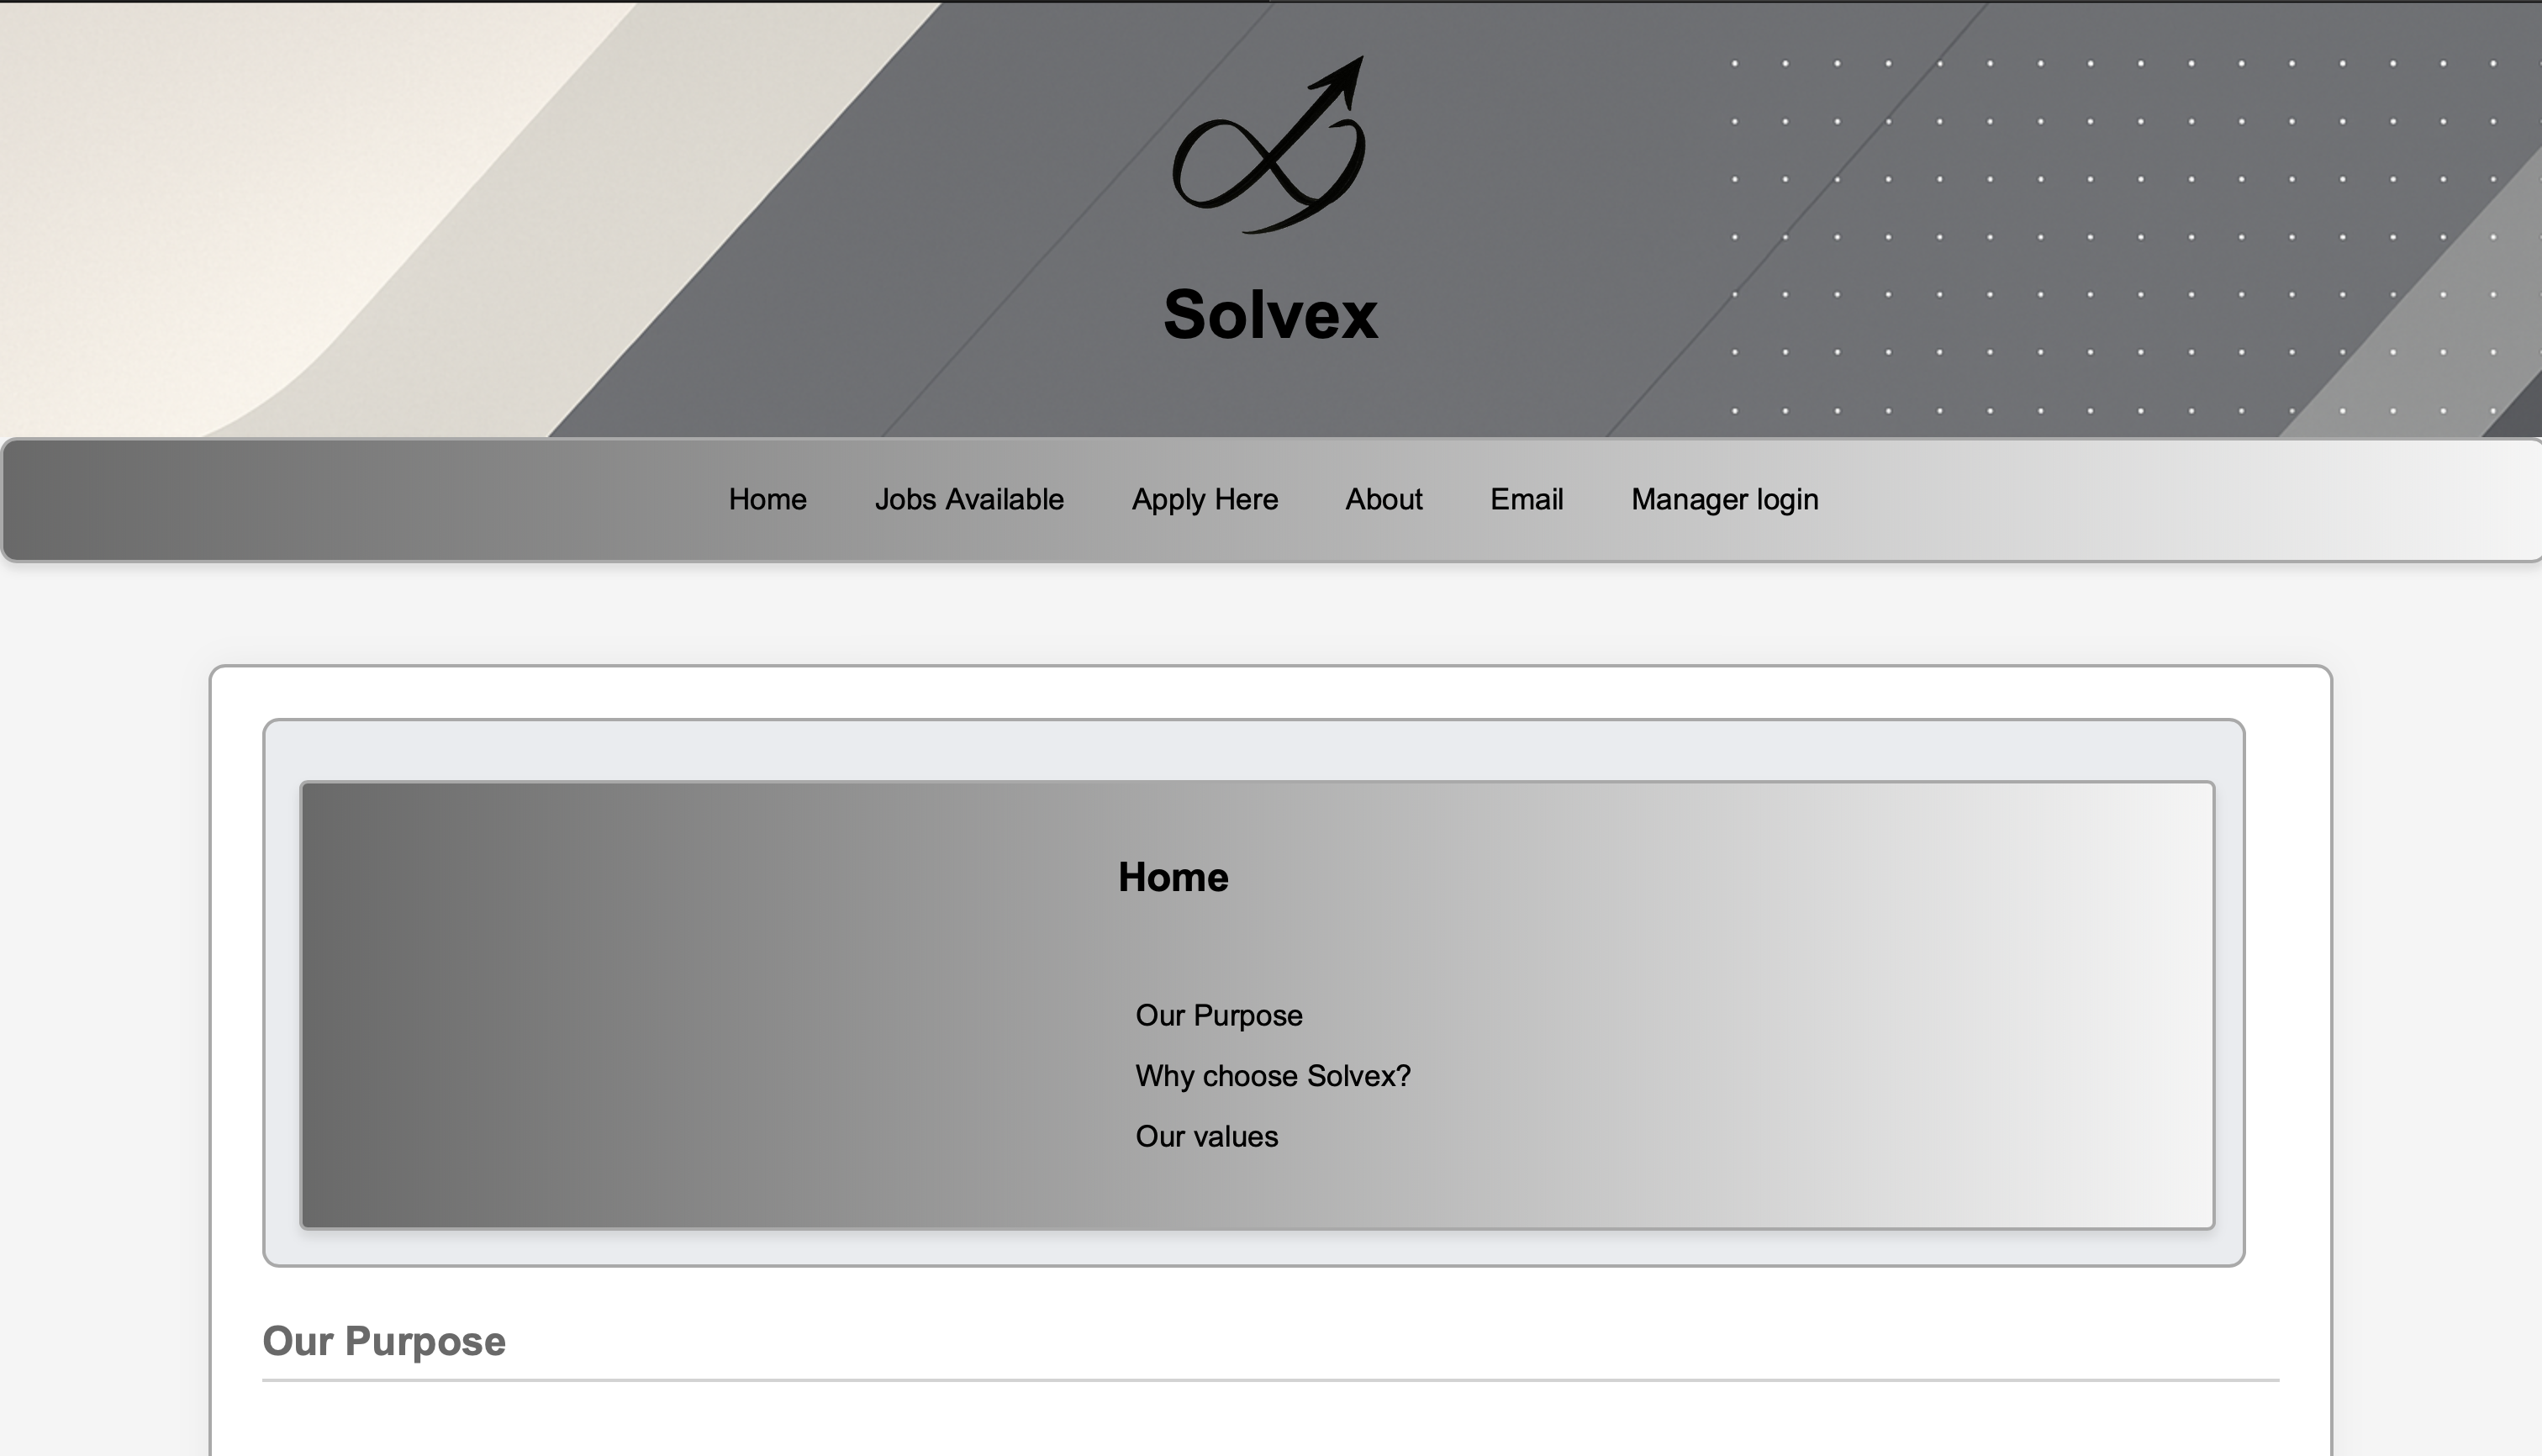 Solvex
Home Jobs Available Apply Here About Email Manager login
Home
Our Purpose
Why choose Solvex?
Our values
Our Purpose